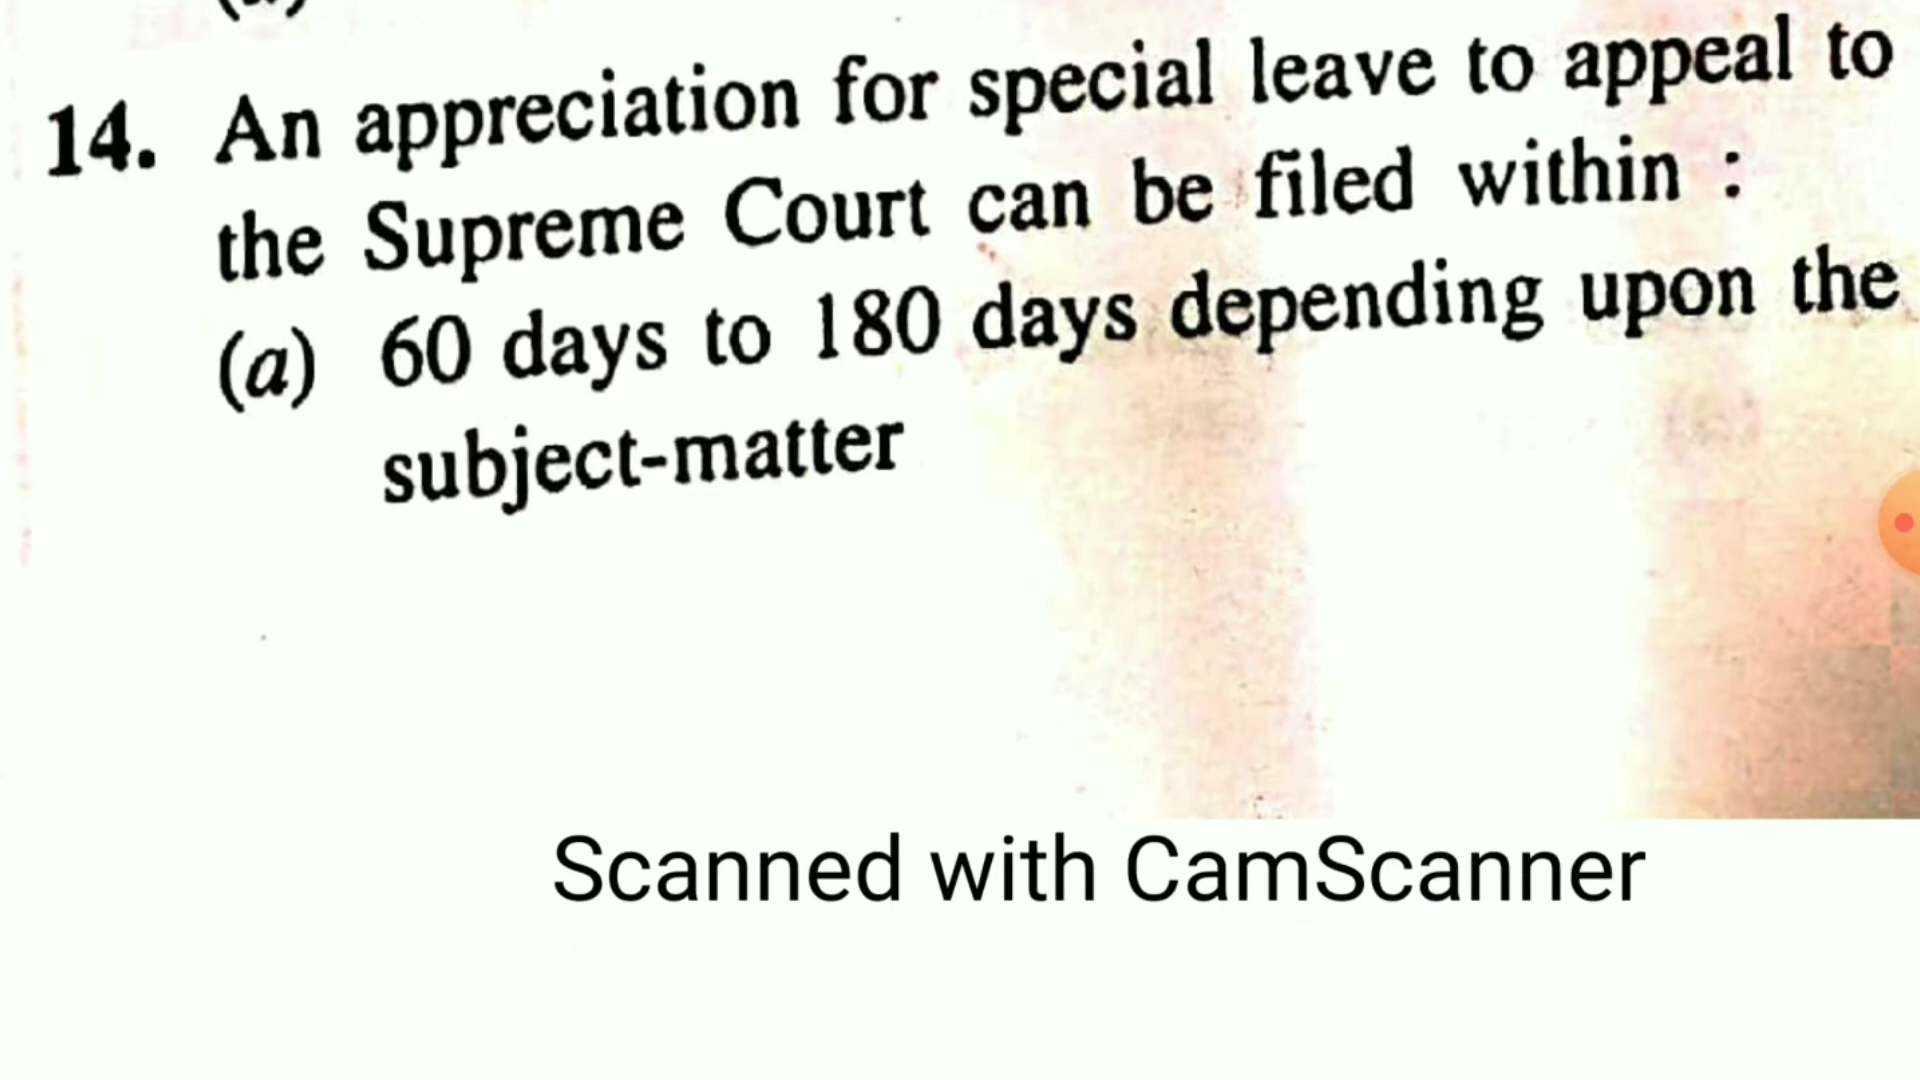 14. An appreciation for special leave to appeal to
the Supreme Court can be filed within :
(a) 60 days to 180 days depending upon the
subject-matter
Scanned with CamScanner